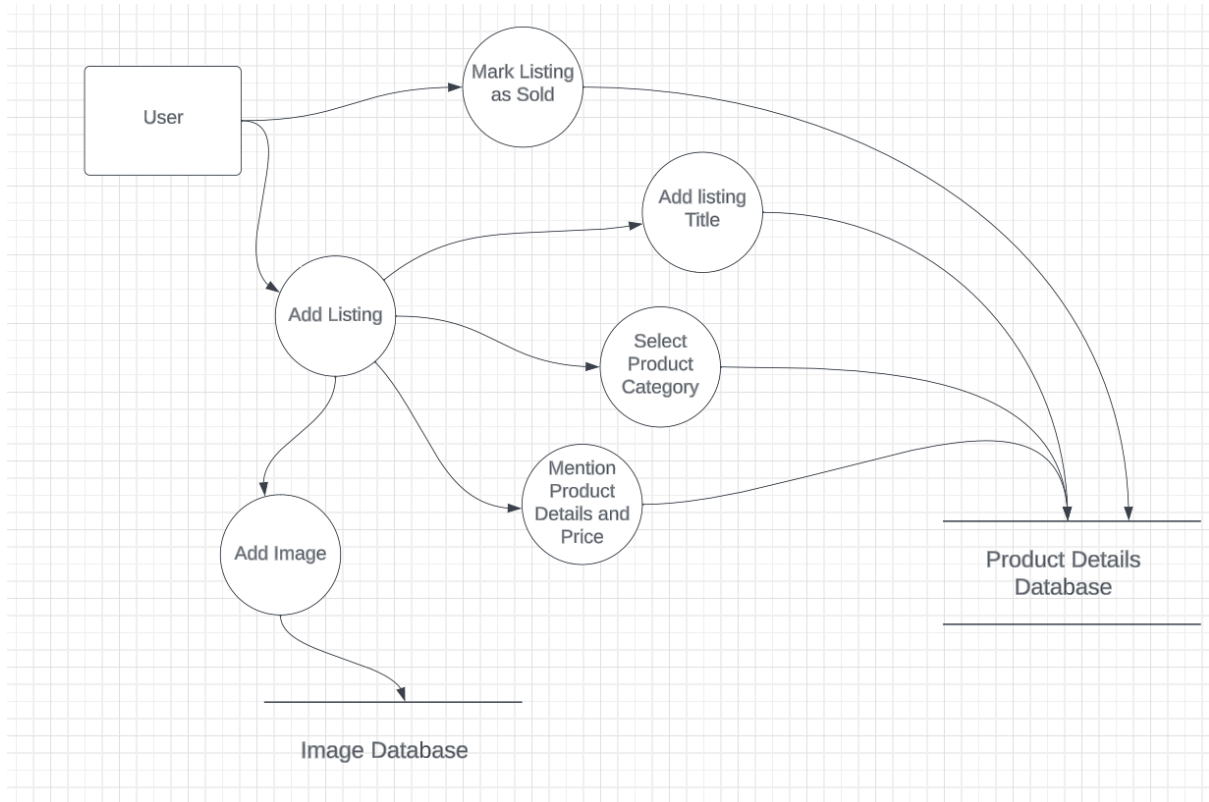 User
Mark Listing
as Sold
Add listing
Title
Add Listing
Select
Product
Category
Mention
Product
Details and
Price
Add Image
Product Details
Database
Image Database